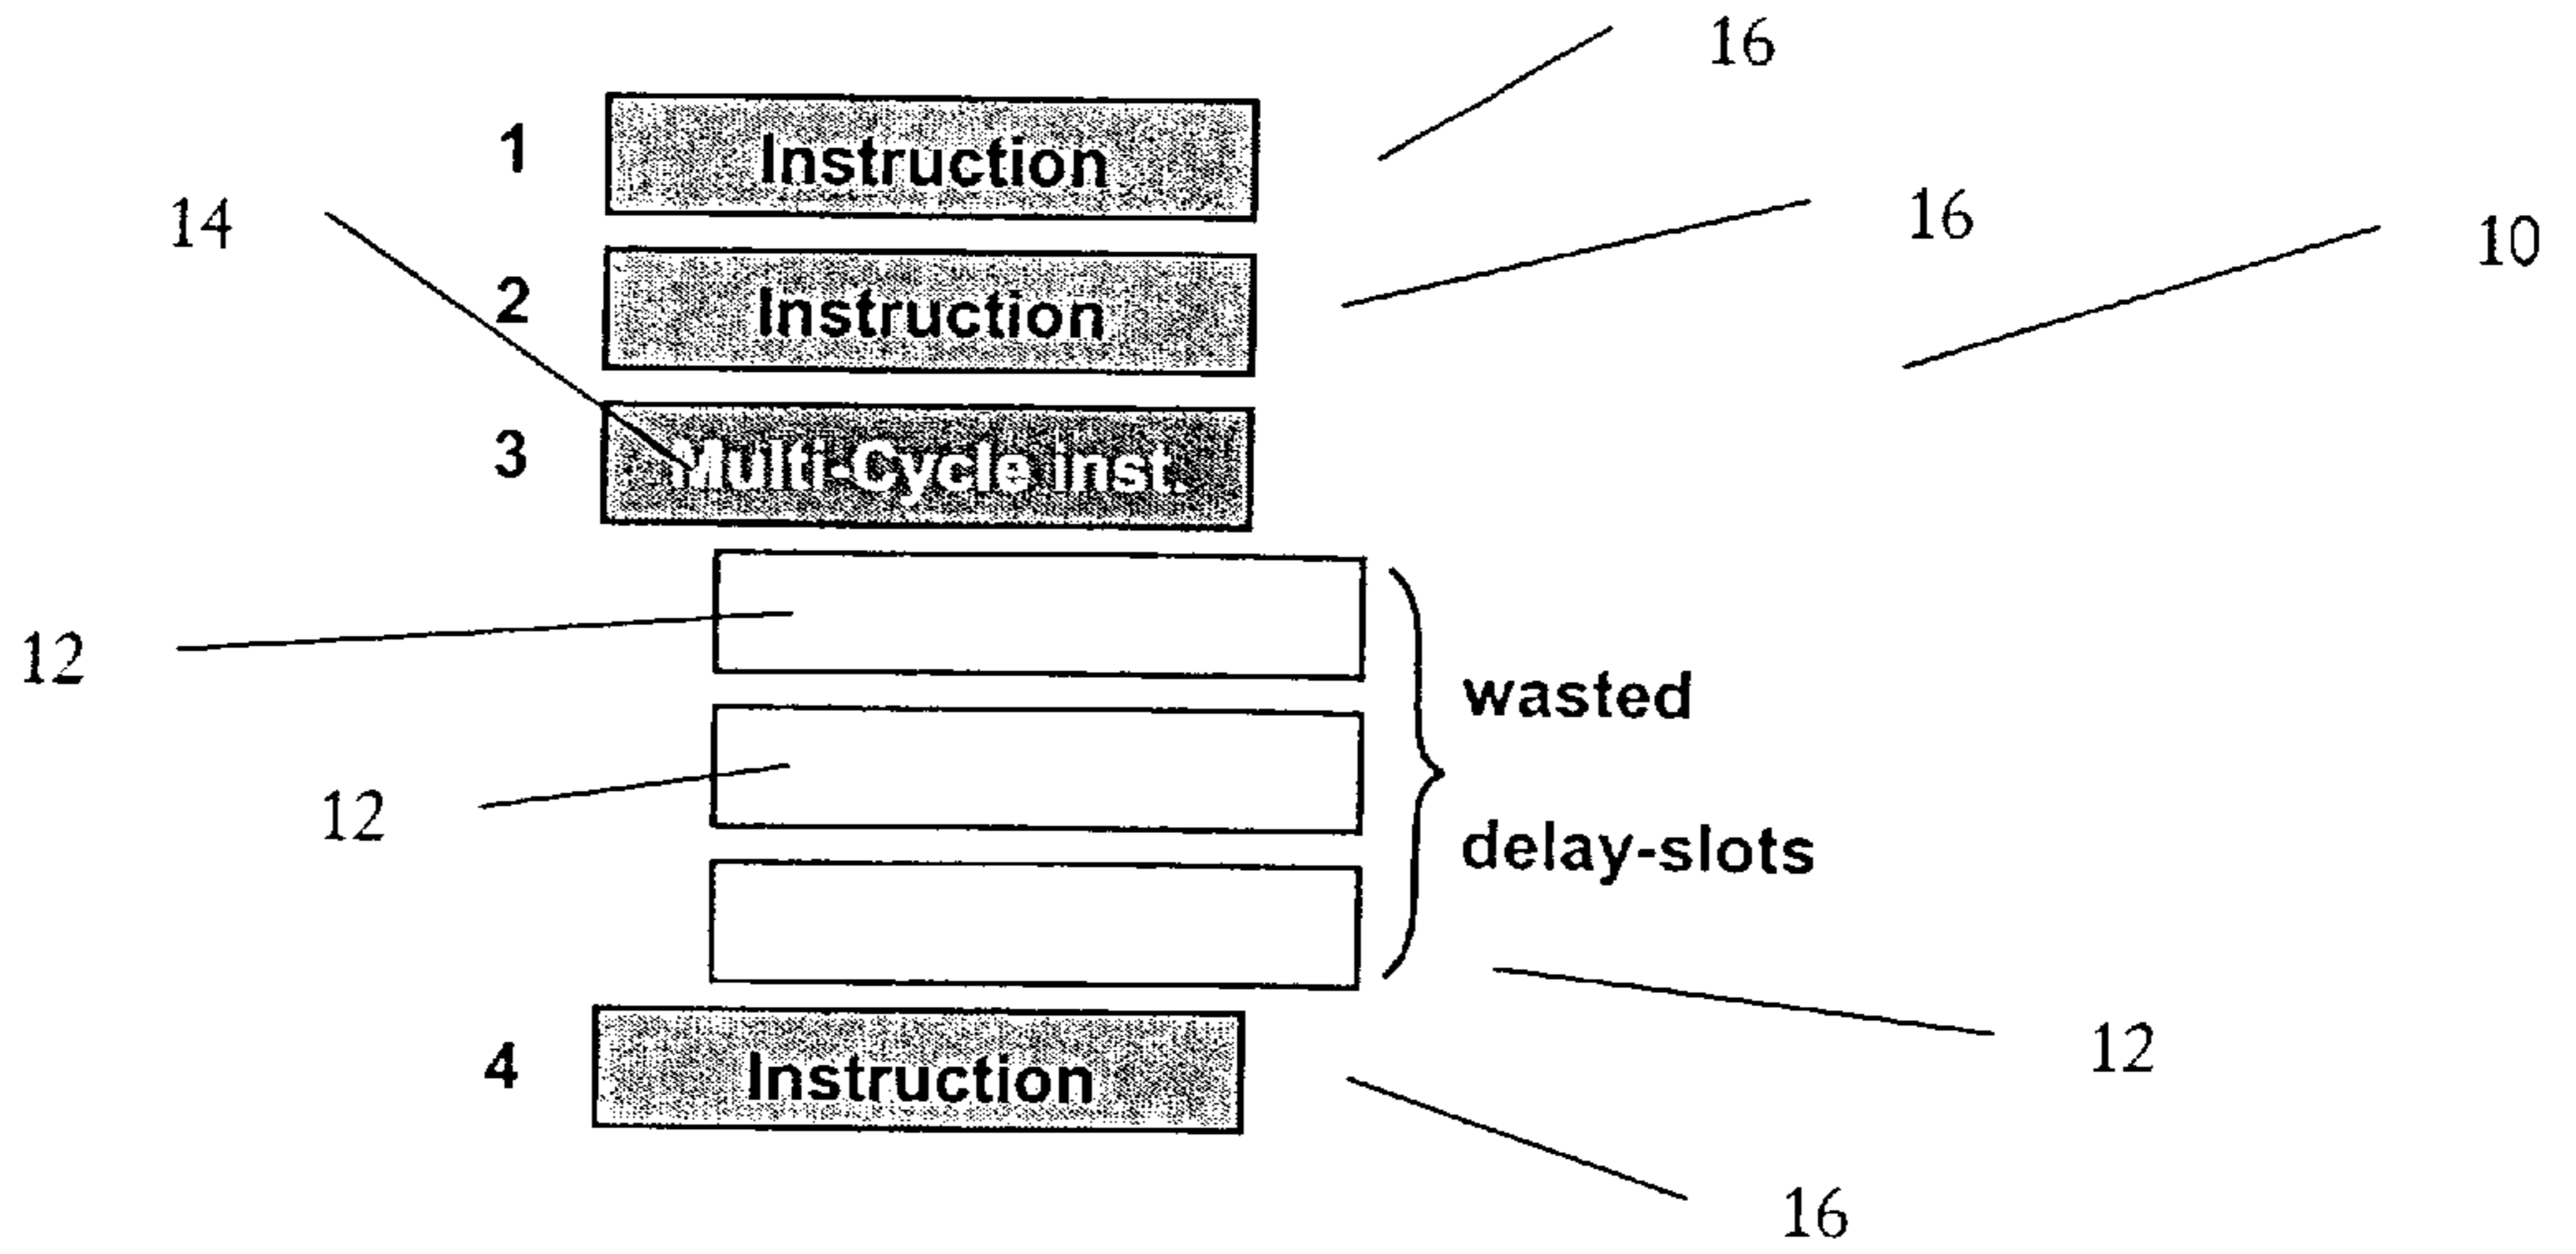 16
1 Instruction
14
16
10
2 Instruction
3 Multi-Cycle inst.
12
wasted
12
delay-slots
12
4 Instruction
16